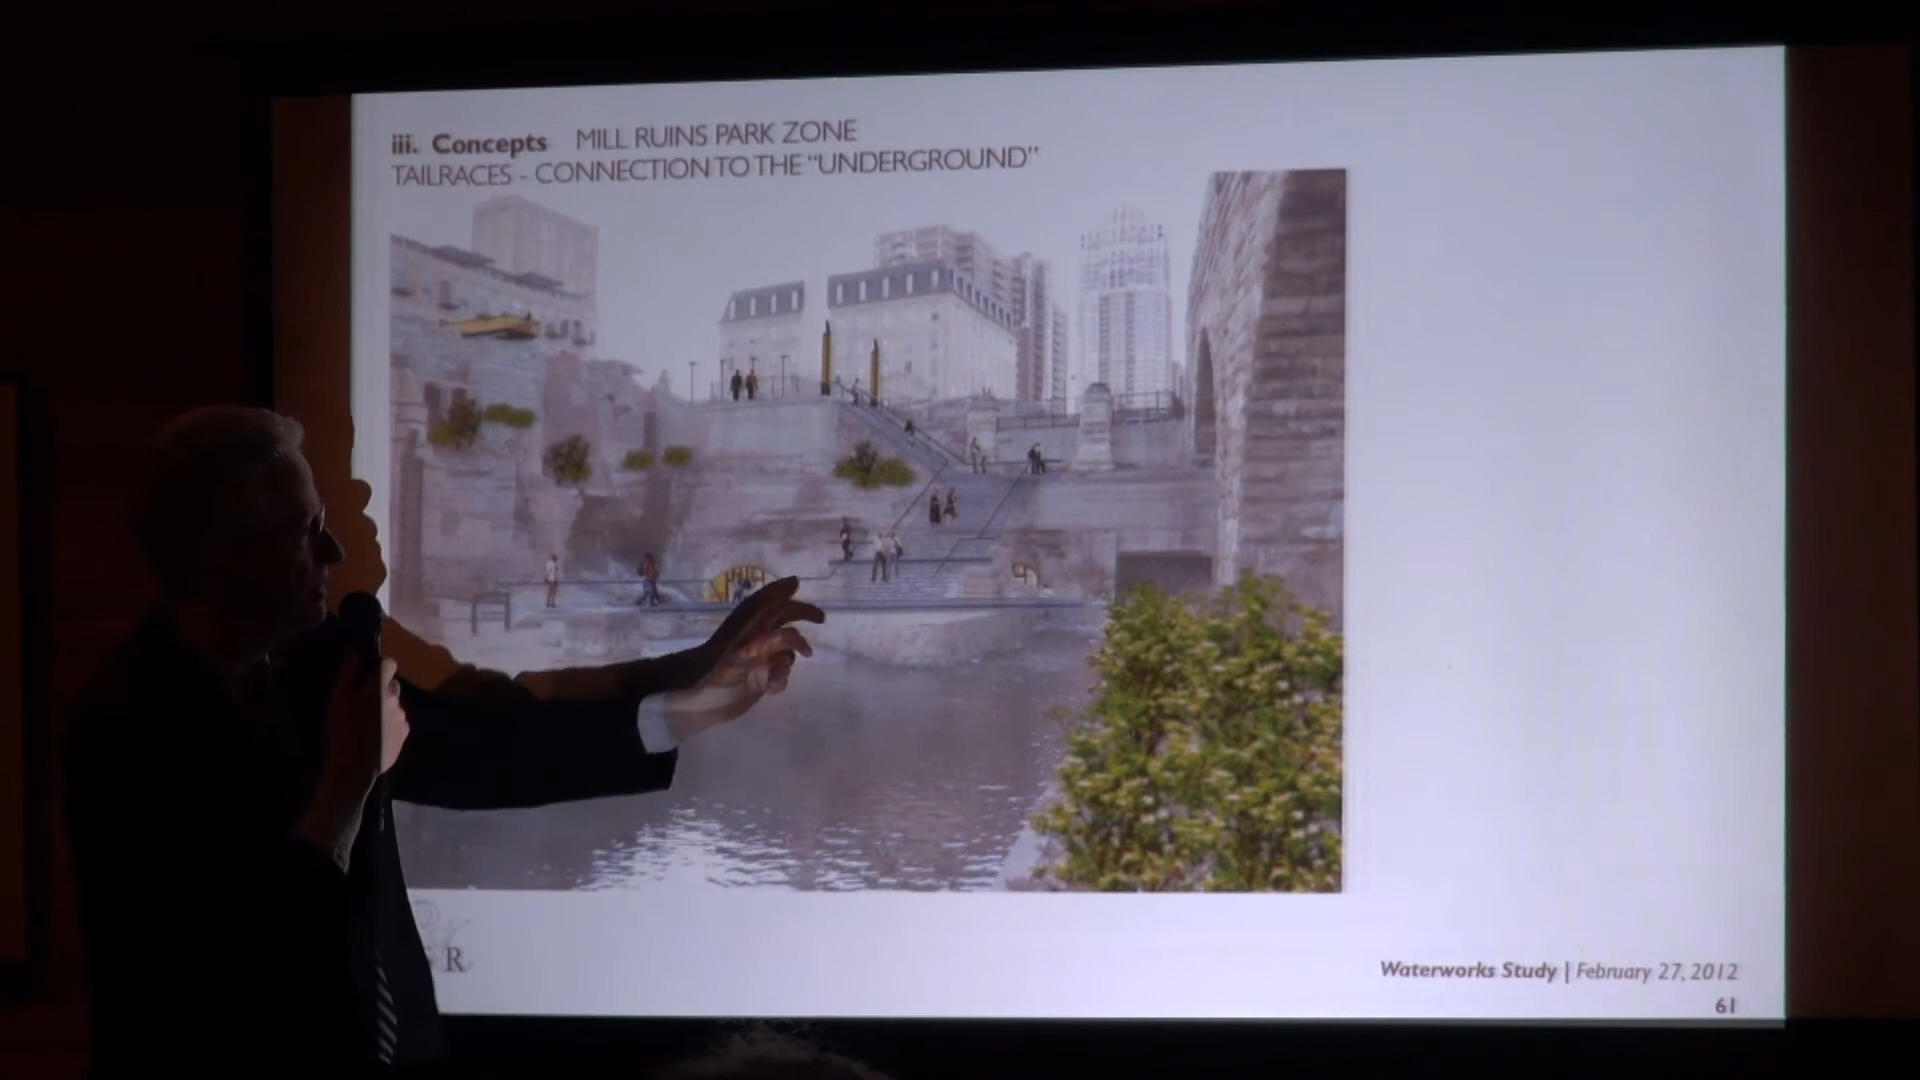 iii. Concepts MILL RUINS PARK ZONE
TAILRACES - CONNECTION TO THE "UNDERGROUND"
R
Waterworks Study | February 27, 2012
61